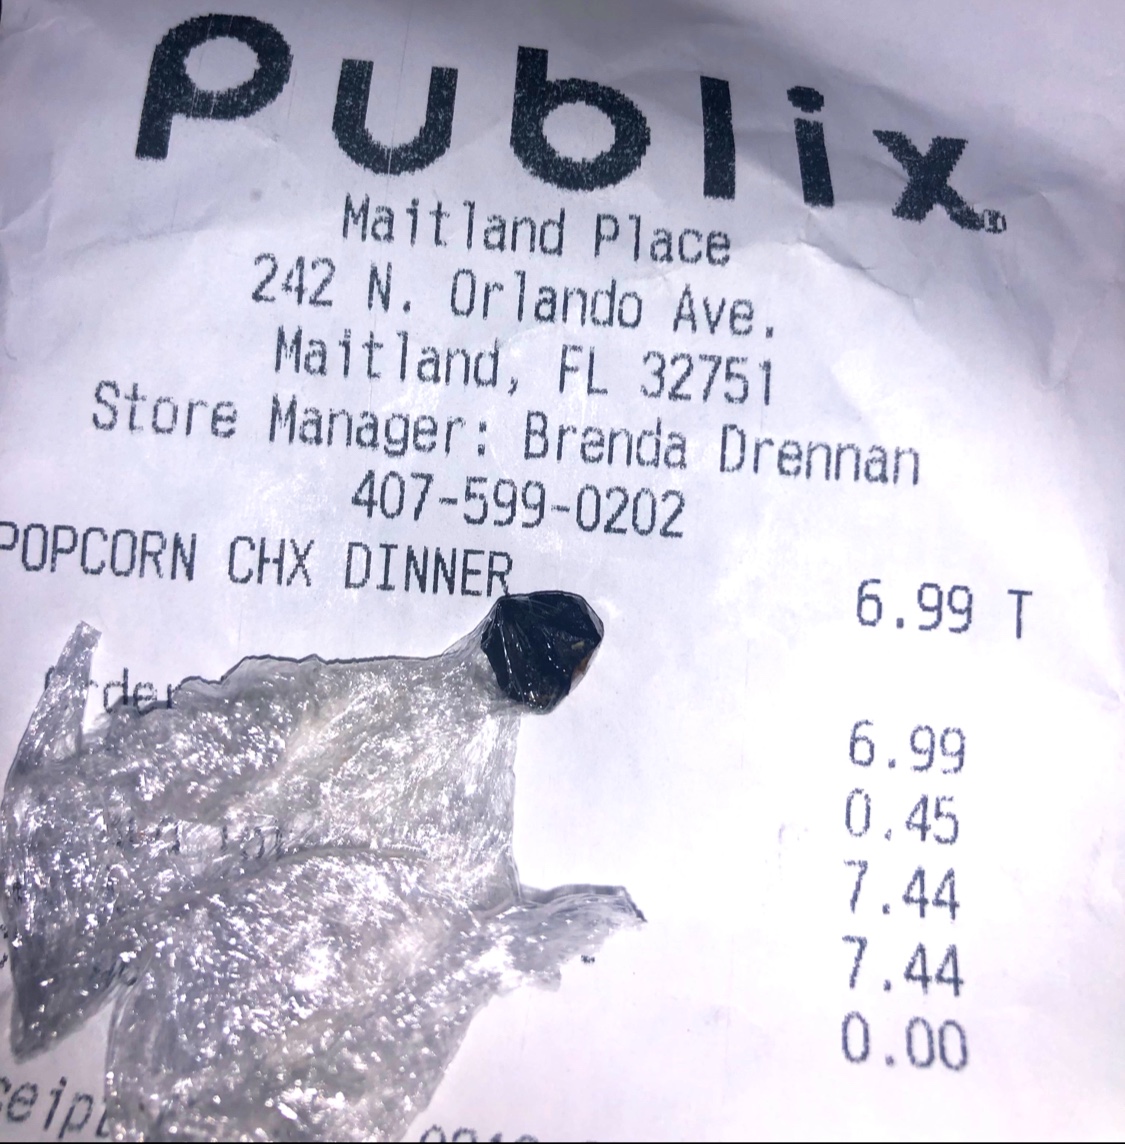 Publix®
Maitland Place
242 N. Orlando Ave.
Maitland, FL 32751
Store Manager: Brenda Drennan
407-599-0202
POPCORN CHX DINNER 6.99 T
6.99
0.45
7.44
7.44
0.00